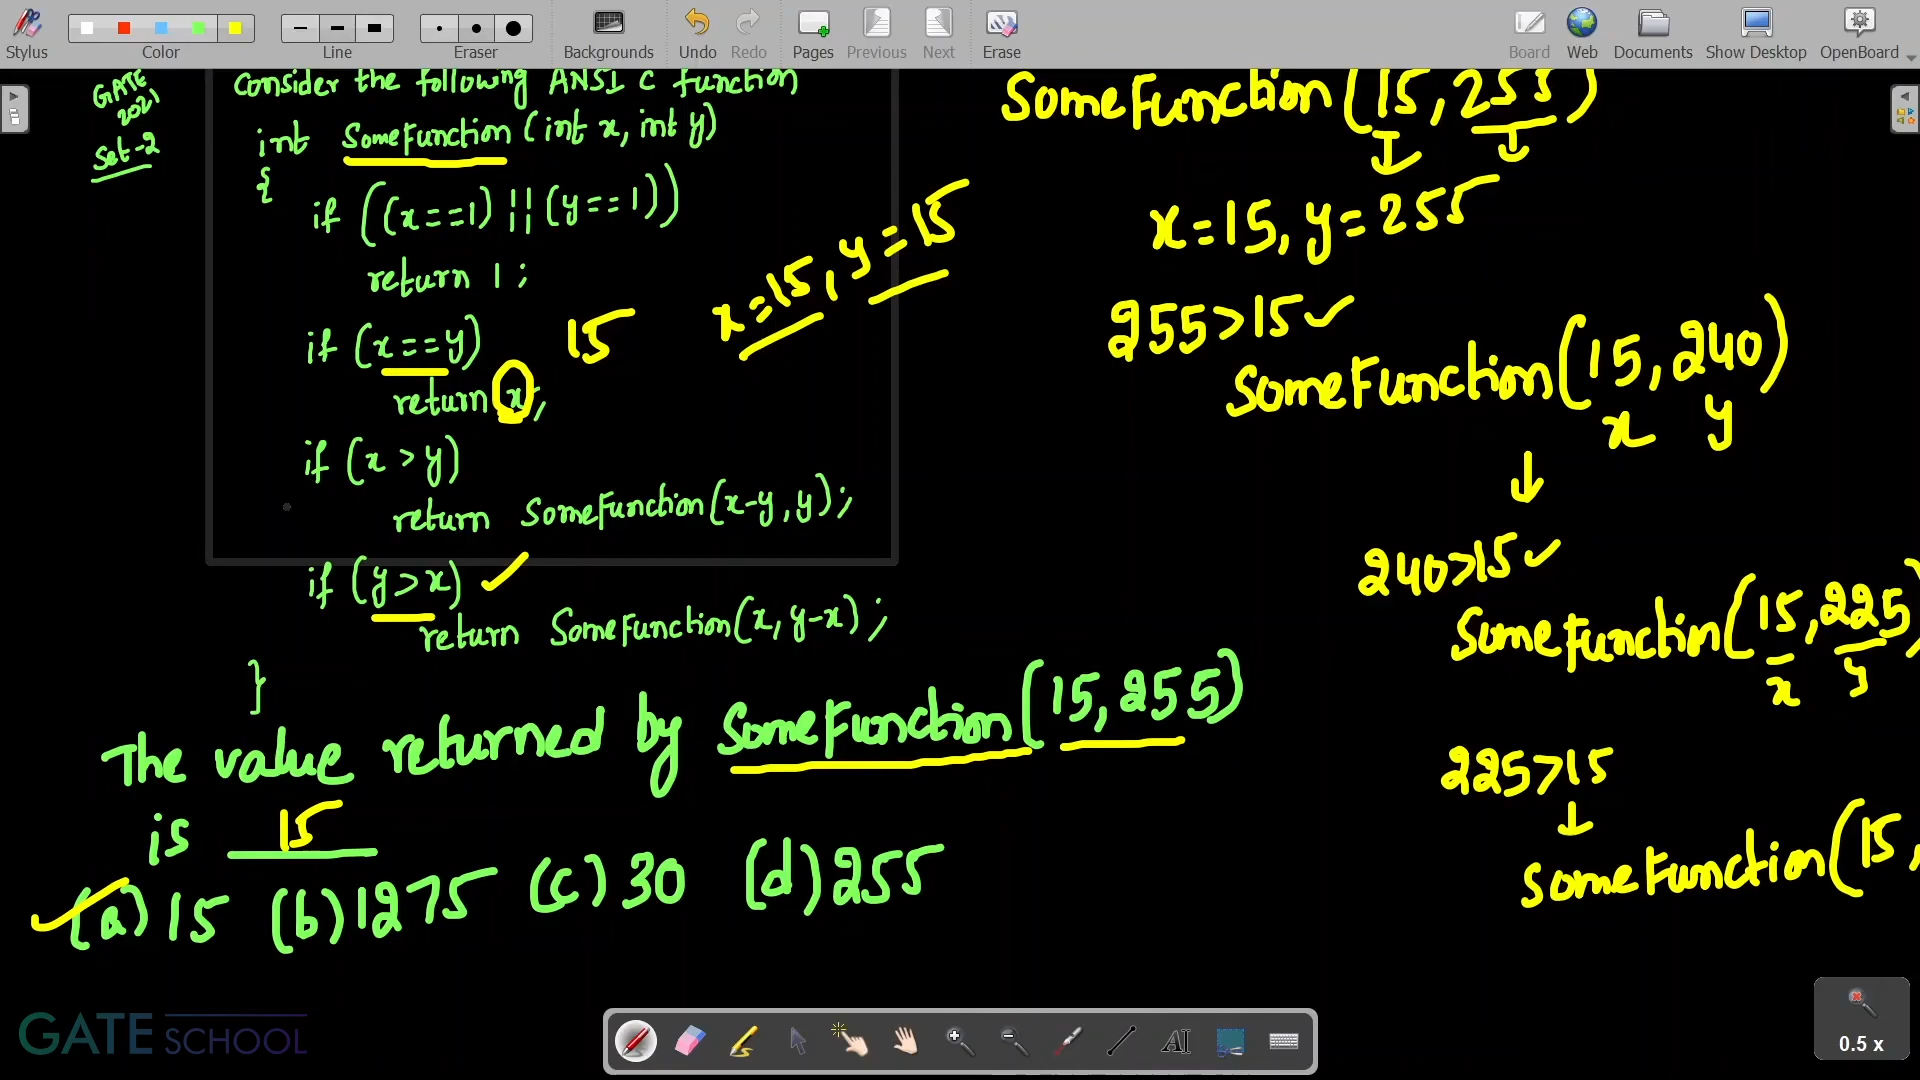 Stylus
Color
Line
Eraser
Backgrounds
Undo
Redo
Pages
Previous
Next
Erase
Board
Web
Documents
Show Desktop
OpenBoard
GATE
2021
Set-2
Consider the following ANSI C function
int SomeFunction (int x, int y)
{
if ((x==1) || (y==1))
return 1;
if (x==y)
return x;
if (x > y)
return SomeFunction(x-y, y);
if (y>x) ✓
return SomeFunction(x, y-x);
}
15
x=15, y=15
The value returned by SomeFunction(15, 255)
is 15
(a) 15 (b) 1275 (c) 30 (d) 255
SomeFunction(15, 255)
x=15, y=255
255>15 ✓
SomeFunction(15, 240)
x y
240>15 ✓
SomeFunction(15, 225)
x y
225>15
SomeFunction(15,
GATE SCHOOL
AI
0.5 x